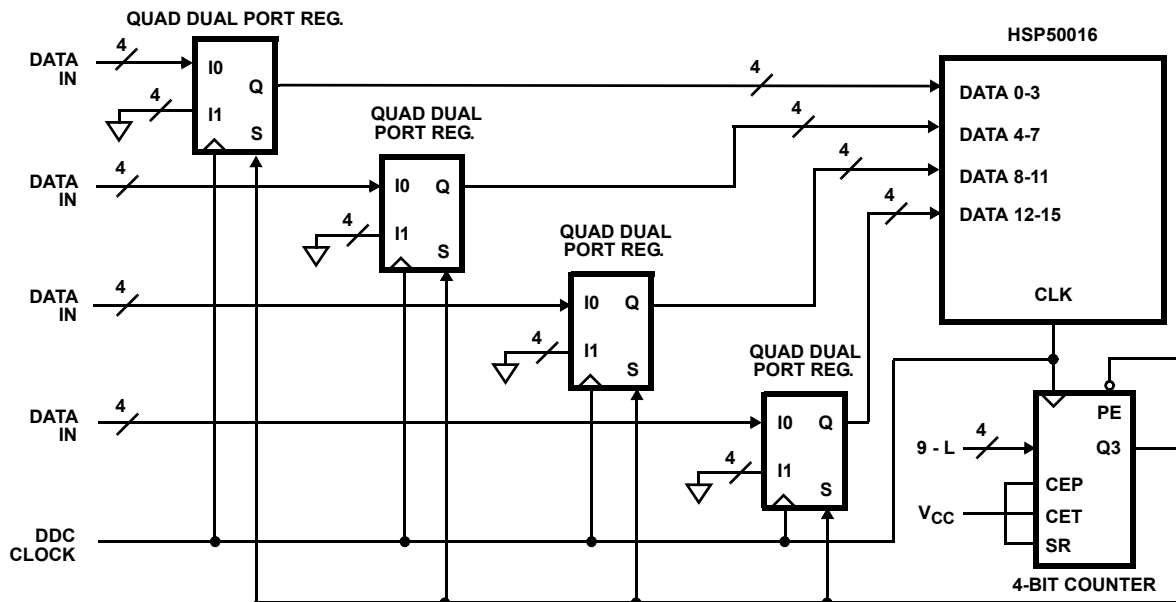 QUAD DUAL PORT REG.
DATA
IN
4
I0
Q
4
I1
S
4
HSP50016
DATA 0-3
DATA 4-7
DATA 8-11
DATA 12-15
CLK
QUAD DUAL
PORT REG.
DATA
IN
4
I0
Q
4
I1
S
4
QUAD DUAL
PORT REG.
DATA
IN
4
I0
Q
4
I1
S
4
QUAD DUAL
PORT REG.
DATA
IN
4
I0
Q
4
I1
S
4
DDC
CLOCK
PE
9 - L
4
Q3
CEP
VCC
CET
SR
4-BIT COUNTER